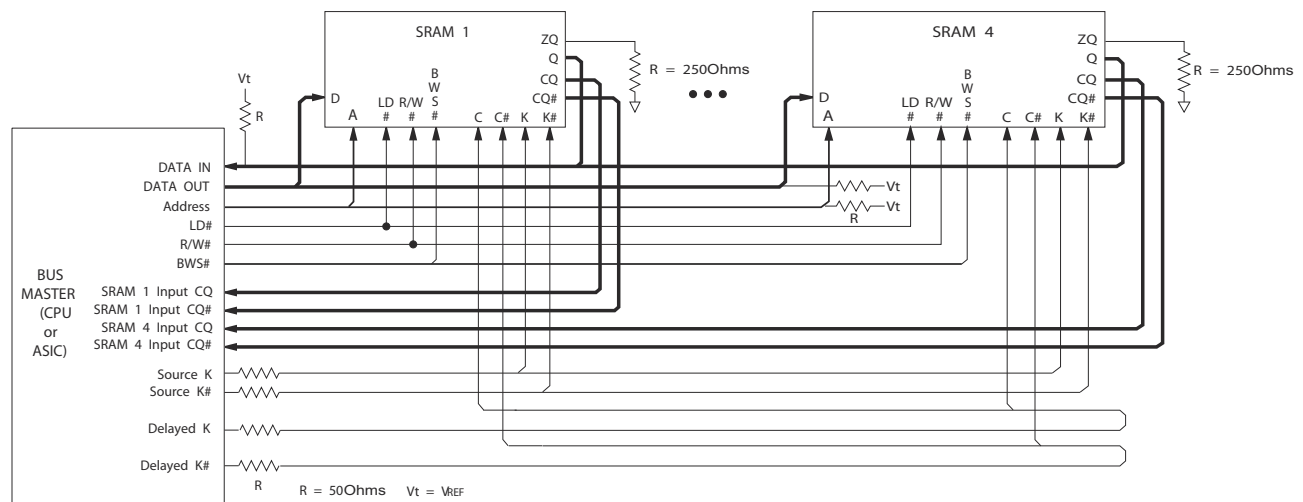 SRAM 1
ZQ
Q
CQ
CQ#
D
A
LD
#
R/W
#
B
W
S
#
C
C#
K
K#
R = 250Ohms
SRAM 4
ZQ
Q
CQ
CQ#
D
A
LD
#
R/W
#
B
W
S
#
C
C#
K
K#
R = 250Ohms
Vt
R
DATA IN
DATA OUT
Vt
Address
Vt
R
LD#
R/W#
BWS#
BUS
MASTER
(CPU
or
ASIC)
SRAM 1 Input CQ
SRAM 1 Input CQ#
SRAM 4 Input CQ
SRAM 4 Input CQ#
Source K
Source K#
Delayed K
Delayed K#
R
R = 50Ohms Vt = VREF